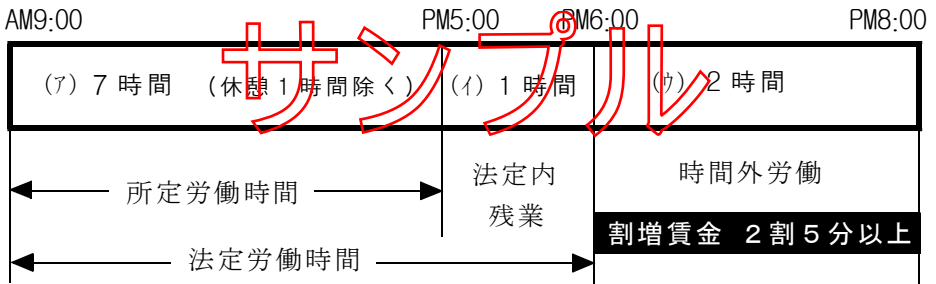 AM9:00 PM5:00 PM6:00 PM8:00
サンプル
(ア) 7時間 (休憩1時間除く) (イ) 1時間 (ウ) 2時間
所定労働時間 法定内残業 時間外労働
割増賃金 2割5分以上
法定労働時間